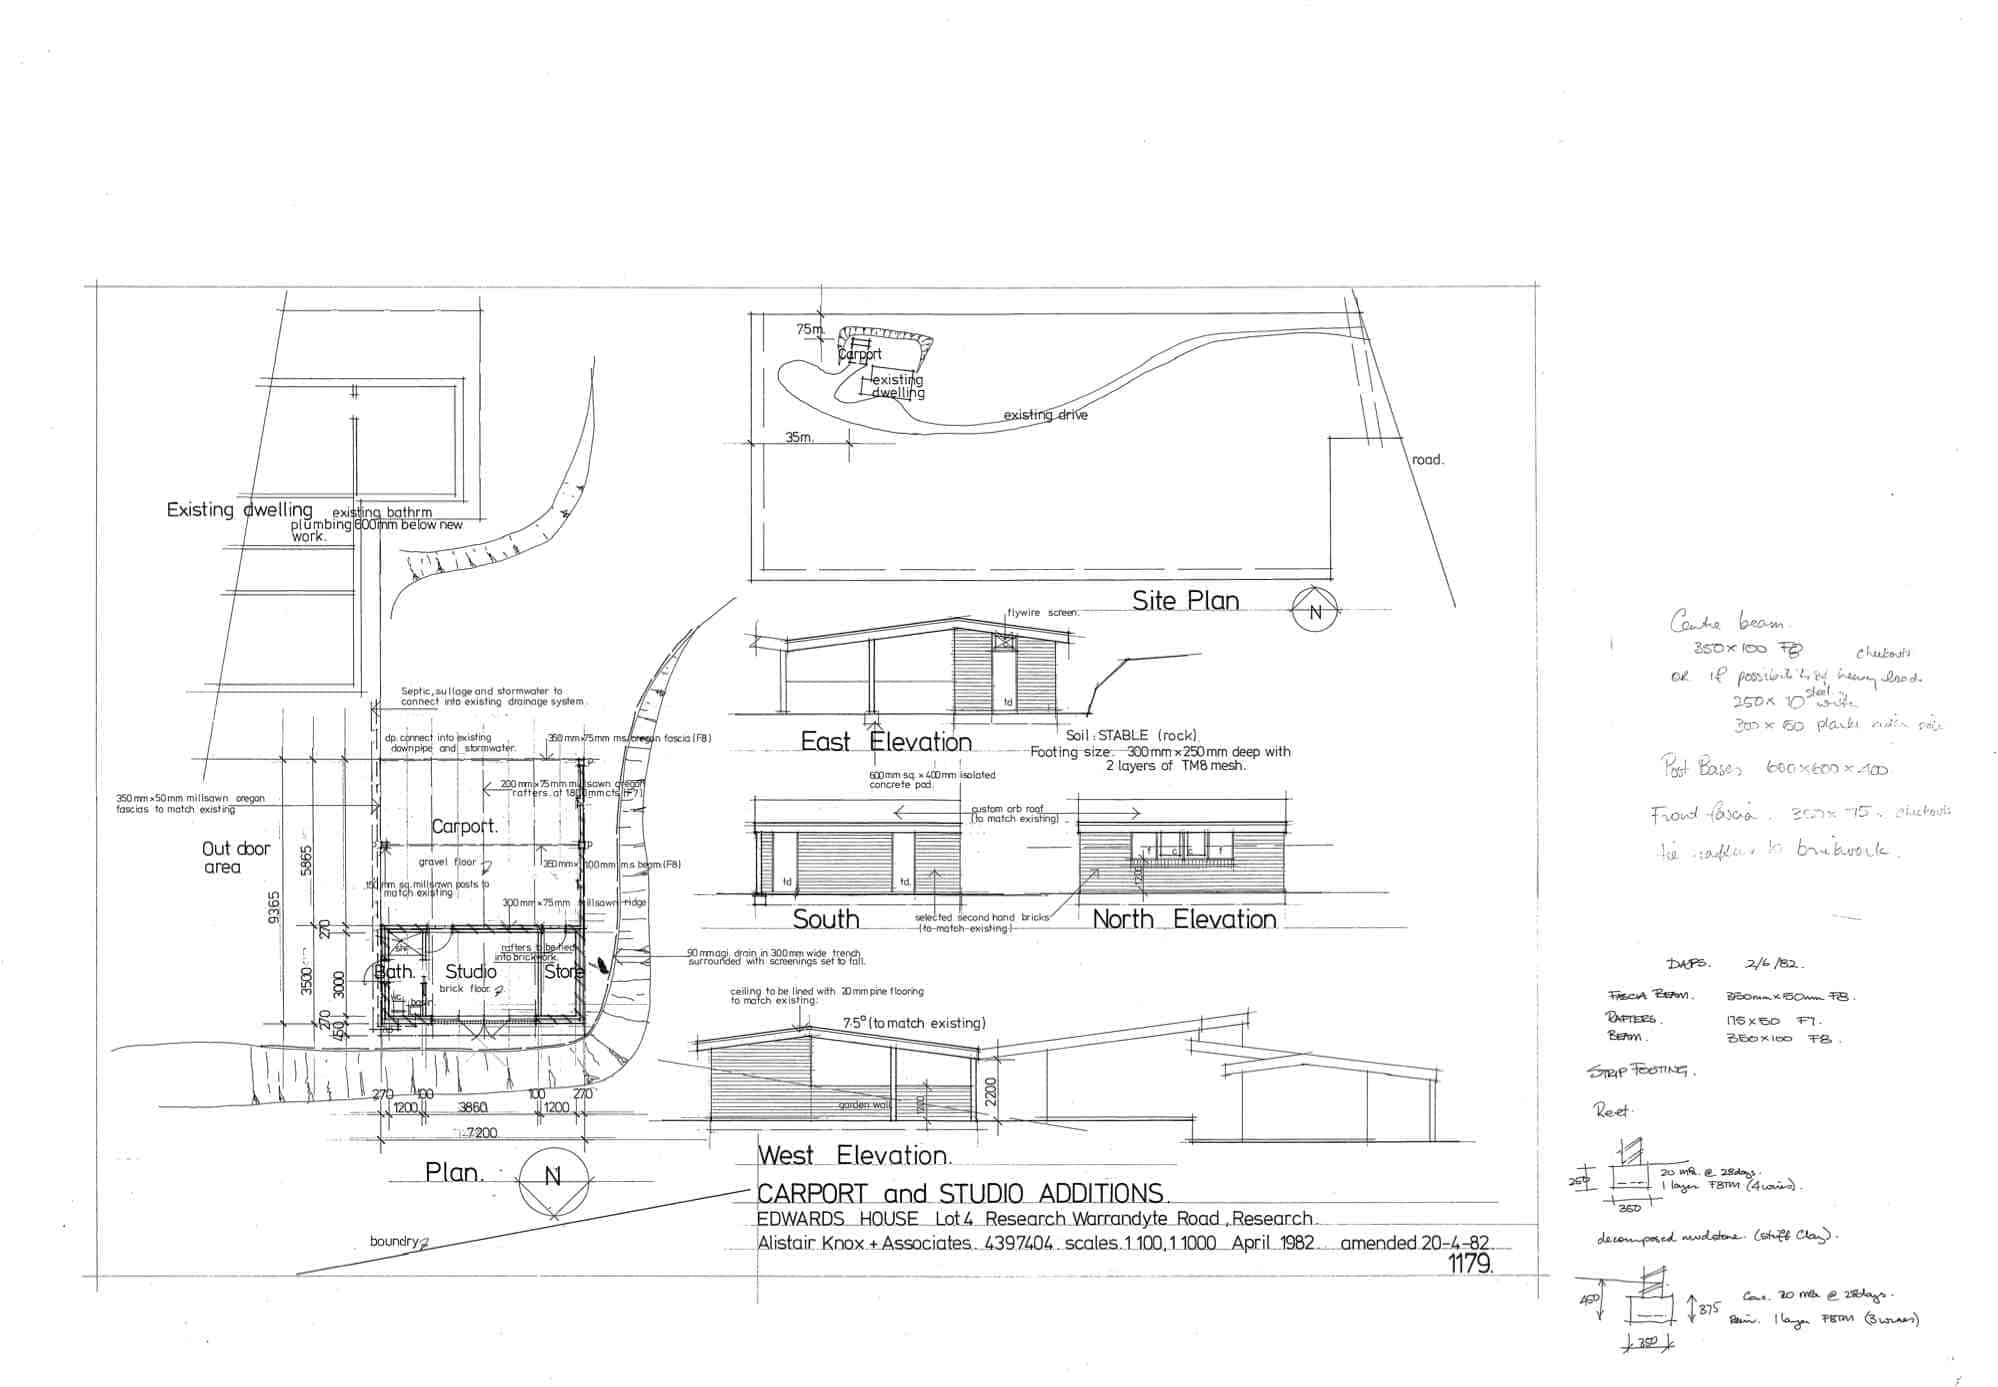 75m.
Carport
existing
dwelling
existing drive
35m.
road.
Site Plan
N
Existing dwelling
existing bathrm
plumbing 600mm below new
work.
Septic, sullage and stormwater to
connect into existing drainage system.
dp. connect into existing
downpipe and stormwater.
350mm×75mm ms. oregon fascia (F8)
200mm×75mm millsawn oregon
rafters. at 1800mm cts. (F7)
350mm×50mm millsawn oregon
fascias to match existing
Carport.
Out door
area
gravel floor
350mm×100mm m.s. beam (F8)
150mm sq. millsawn posts to
match existing
300mm×75mm millsawn ridge
9365
5865
270
3500
3000
270
450
shr.
rafters to be tied
into brickwork.
Bath.
Studio
Store
brick floor.
wc.
basin
90mm agi. drain in 300mm wide trench
surrounded with screenings set to fall.
270 100 100 270
1200 3860 1200
7200
Plan.
N
boundry
flywire screen.
td
East Elevation
Soil: STABLE (rock)
Footing size. 300mm×250mm deep with
2 layers of TM8 mesh.
600mm sq. × 400mm isolated
concrete pad.
custom orb roof
(to match existing)
td td.
f c c f
1200
South
selected second hand bricks
(to match existing)
North Elevation
ceiling to be lined with 20mm pine flooring
to match existing.
7·5° (to match existing)
garden wall
1200
2200
West Elevation.
CARPORT and STUDIO ADDITIONS.
EDWARDS HOUSE Lot 4 Research Warrandyte Road, Research.
Alistair Knox + Associates. 4397404. scales. 1:100, 1:1000 April 1982. amended 20-4-82.
1179.
Centre beam.
350×100 F8 checkouts
OR if possibility of heavy load.
250× 10 steel with
300×50 planks either side
Post Bases 600×600×400.
Front fascia. 350×75. checkouts
tie rafters to brickwork.
DAPS. 2/6/82.
FASCIA BEAM. 350mm×50mm F8.
RAFTERS. 175×50 F7.
BEAM. 350×100 F8.
STRIP FOOTING.
Reet.
250
20 MPa @ 28days.
1 layer F8TM (4 wires).
350
decomposed mudstone. (stiff Clay).
450
375
Conc. 20 MPa @ 28days.
Rein. 1 layer F8TM (3 wires)
350